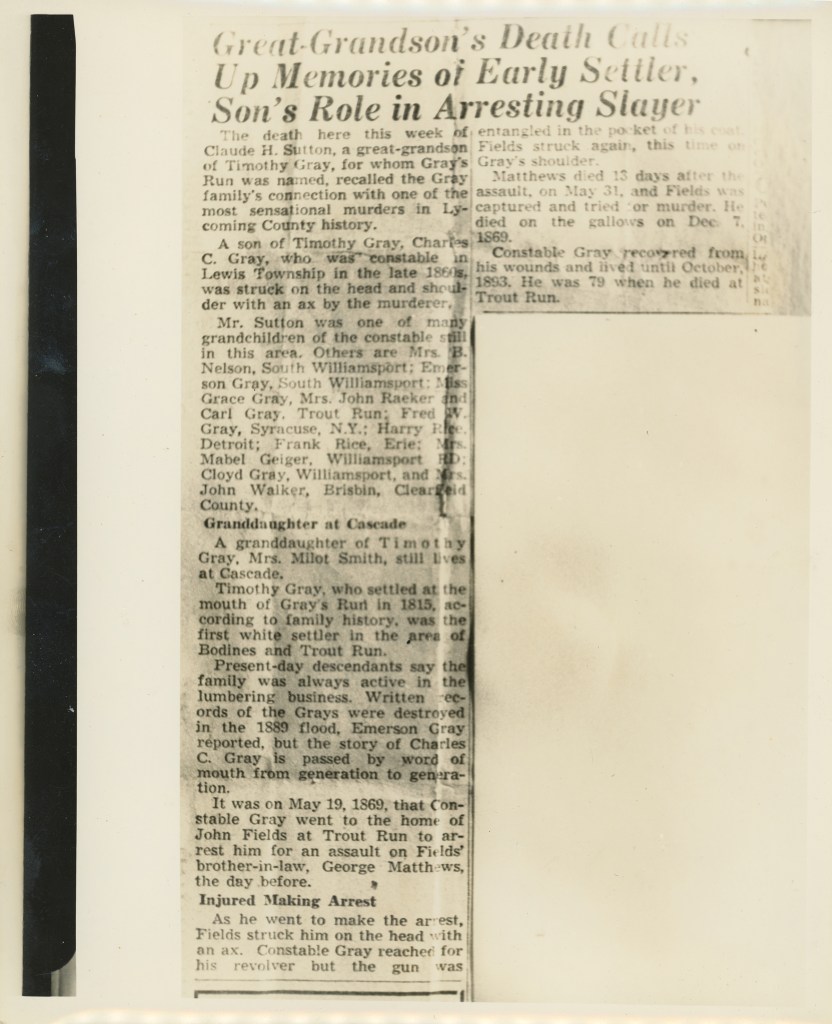 Great-Grandson's Death Calls
Up Memories of Early Settler,
Son's Role in Arresting Slayer
The death here this week of
Claude H. Sutton, a great-grandson
of Timothy Gray, for whom Gray's
Run was named, recalled the Gray
family's connection with one of the
most sensational murders in Ly-
coming County history.
A son of Timothy Gray, Charles
C. Gray, who was constable in
Lewis Township in the late 1860s,
was struck on the head and shoul-
der with an ax by the murderer.
Mr. Sutton was one of many
grandchildren of the constable still
in this area. Others are Mrs. B.
Nelson, South Williamsport; Emer-
son Gray, South Williamsport; Miss
Grace Gray, Mrs. John Raeker and
Carl Gray, Trout Run; Fred W.
Gray, Syracuse, N.Y.; Harry Rice,
Detroit; Frank Rice, Erie; Mrs.
Mabel Geiger, Williamsport RD;
Cloyd Gray, Williamsport, and Mrs.
John Walker, Brisbin, Clearfield
County.
Granddaughter at Cascade
A granddaughter of Timothy
Gray, Mrs. Milot Smith, still lives
at Cascade.
Timothy Gray, who settled at the
mouth of Gray's Run in 1815, ac-
cording to family history, was the
first white settler in the area of
Bodines and Trout Run.
Present-day descendants say the
family was always active in the
lumbering business. Written rec-
ords of the Grays were destroyed
in the 1889 flood, Emerson Gray
reported, but the story of Charles
C. Gray is passed by word of
mouth from generation to genera-
tion.
It was on May 19, 1869, that Con-
stable Gray went to the home of
John Fields at Trout Run to ar-
rest him for an assault on Fields'
brother-in-law, George Matthews,
the day before.
Injured Making Arrest
As he went to make the arrest,
Fields struck him on the head with
an ax. Constable Gray reached for
his revolver but the gun was
entangled in the pocket of his coat.
Fields struck again, this time on
Gray's shoulder.
Matthews died 13 days after the
assault, on May 31, and Fields was
captured and tried for murder. He
died on the gallows on Dec. 7,
1869.
Constable Gray recovered from
his wounds and lived until October,
1893. He was 79 when he died at
Trout Run.